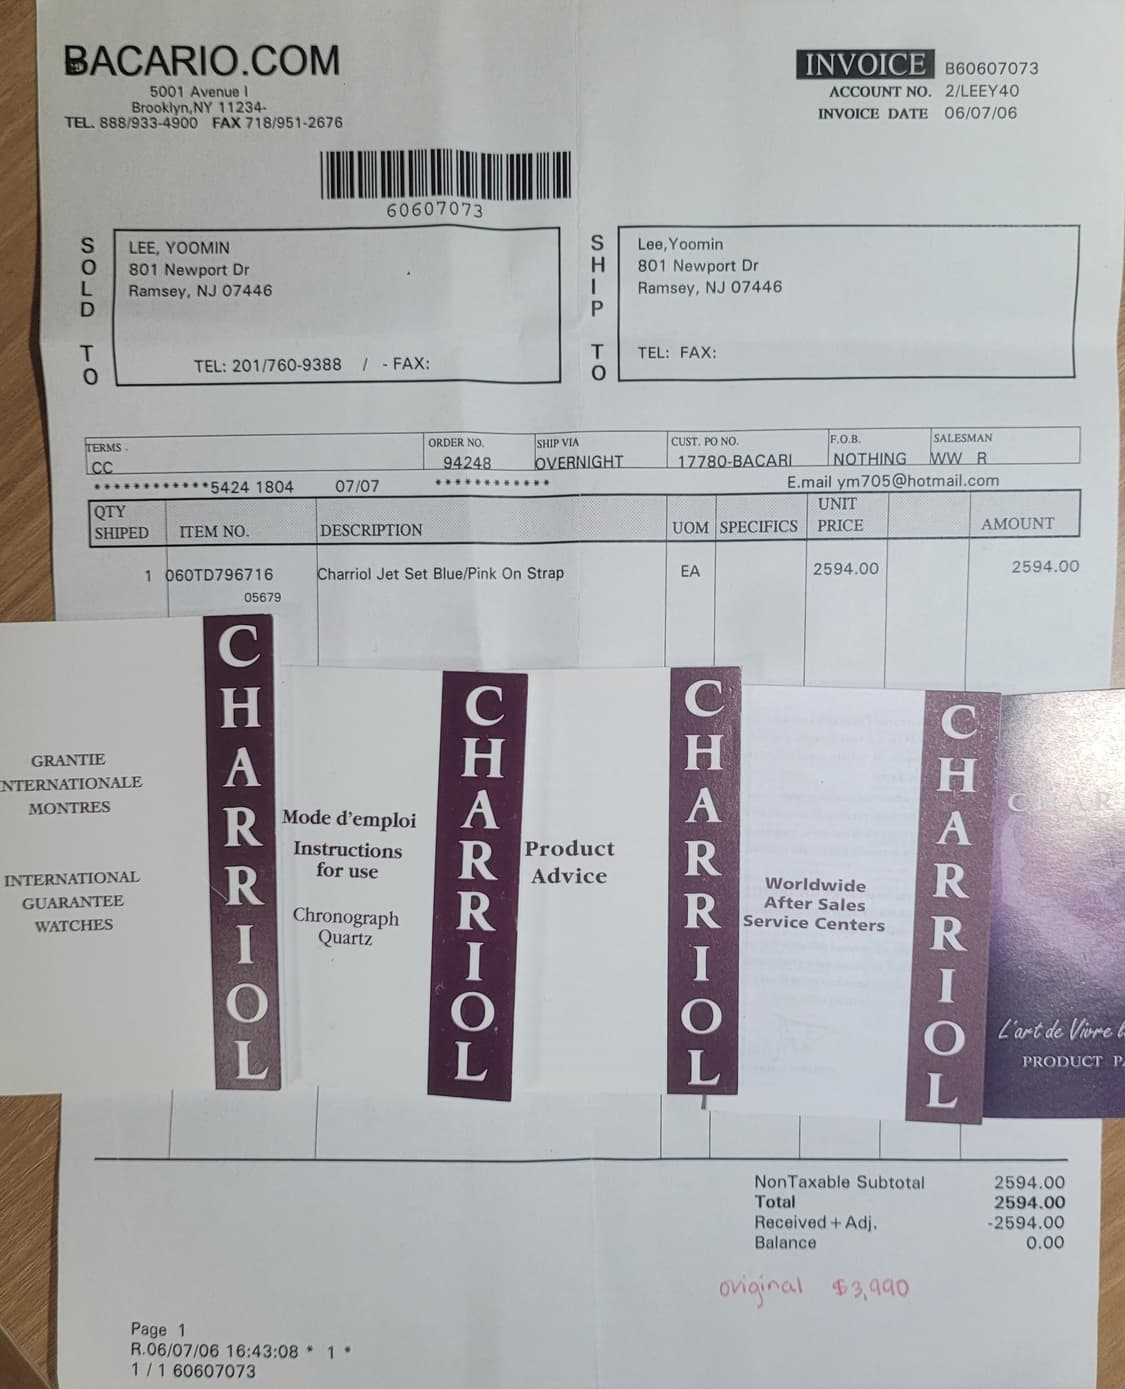 BACARIO.COM
5001 Avenue I
Brooklyn,NY 11234-
TEL. 888/933-4900 FAX 718/951-2676
INVOICE B60607073
ACCOUNT NO. 2/LEEY40
INVOICE DATE 06/07/06
60607073
SOLD TO
LEE, YOOMIN
801 Newport Dr
Ramsey, NJ 07446
TEL: 201/760-9388 / - FAX:
SHIP TO
Lee,Yoomin
801 Newport Dr
Ramsey, NJ 07446
TEL: FAX:
TERMS ORDER NO. SHIP VIA CUST. PO NO. F.O.B. SALESMAN
CC 94248 OVERNIGHT 17780-BACARI NOTHING WW R
************5424 1804 07/07 ************ E.mail ym705@hotmail.com
QTY SHIPED ITEM NO. DESCRIPTION UOM SPECIFICS UNIT PRICE AMOUNT
1 060TD796716 Charriol Jet Set Blue/Pink On Strap EA 2594.00 2594.00
05679
GRANTIE
INTERNATIONALE
MONTRES
INTERNATIONAL
GUARANTEE
WATCHES
CHARRIOL
Mode d'emploi
Instructions
for use
Chronograph
Quartz
CHARRIOL
Product
Advice
CHARRIOL
Worldwide
After Sales
Service Centers
CHARRIOL
CHAR
L'art de Vivre
PRODUCT
NonTaxable Subtotal 2594.00
Total 2594.00
Received + Adj. -2594.00
Balance 0.00
original $3,990
Page 1
R.06/07/06 16:43:08 * 1 *
1 / 1 60607073